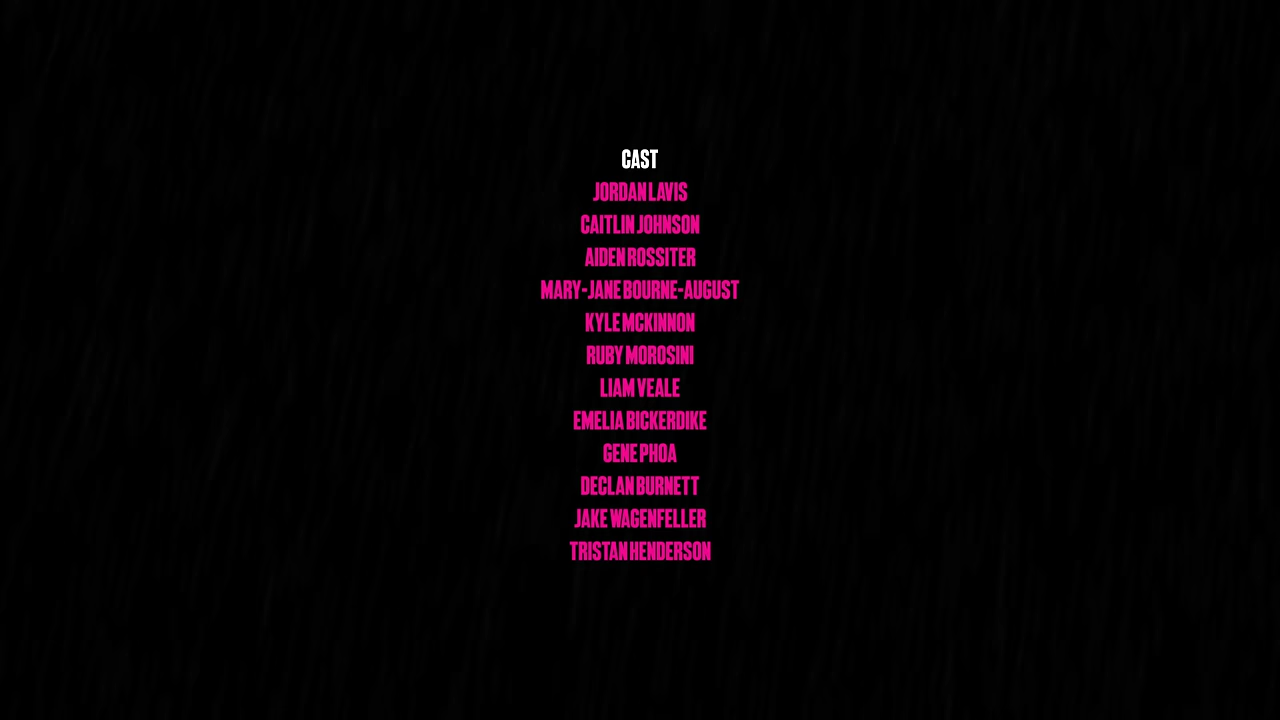 CAST
JORDAN LAVIS
CAITLIN JOHNSON
AIDEN ROSSITER
MARY-JANE BOURNE-AUGUST
KYLE MCKINNON
RUBY MOROSINI
LIAM VEALE
EMELIA BICKERDIKE
GENE PHOA
DECLAN BURNETT
JAKE WAGENFELLER
TRISTAN HENDERSON